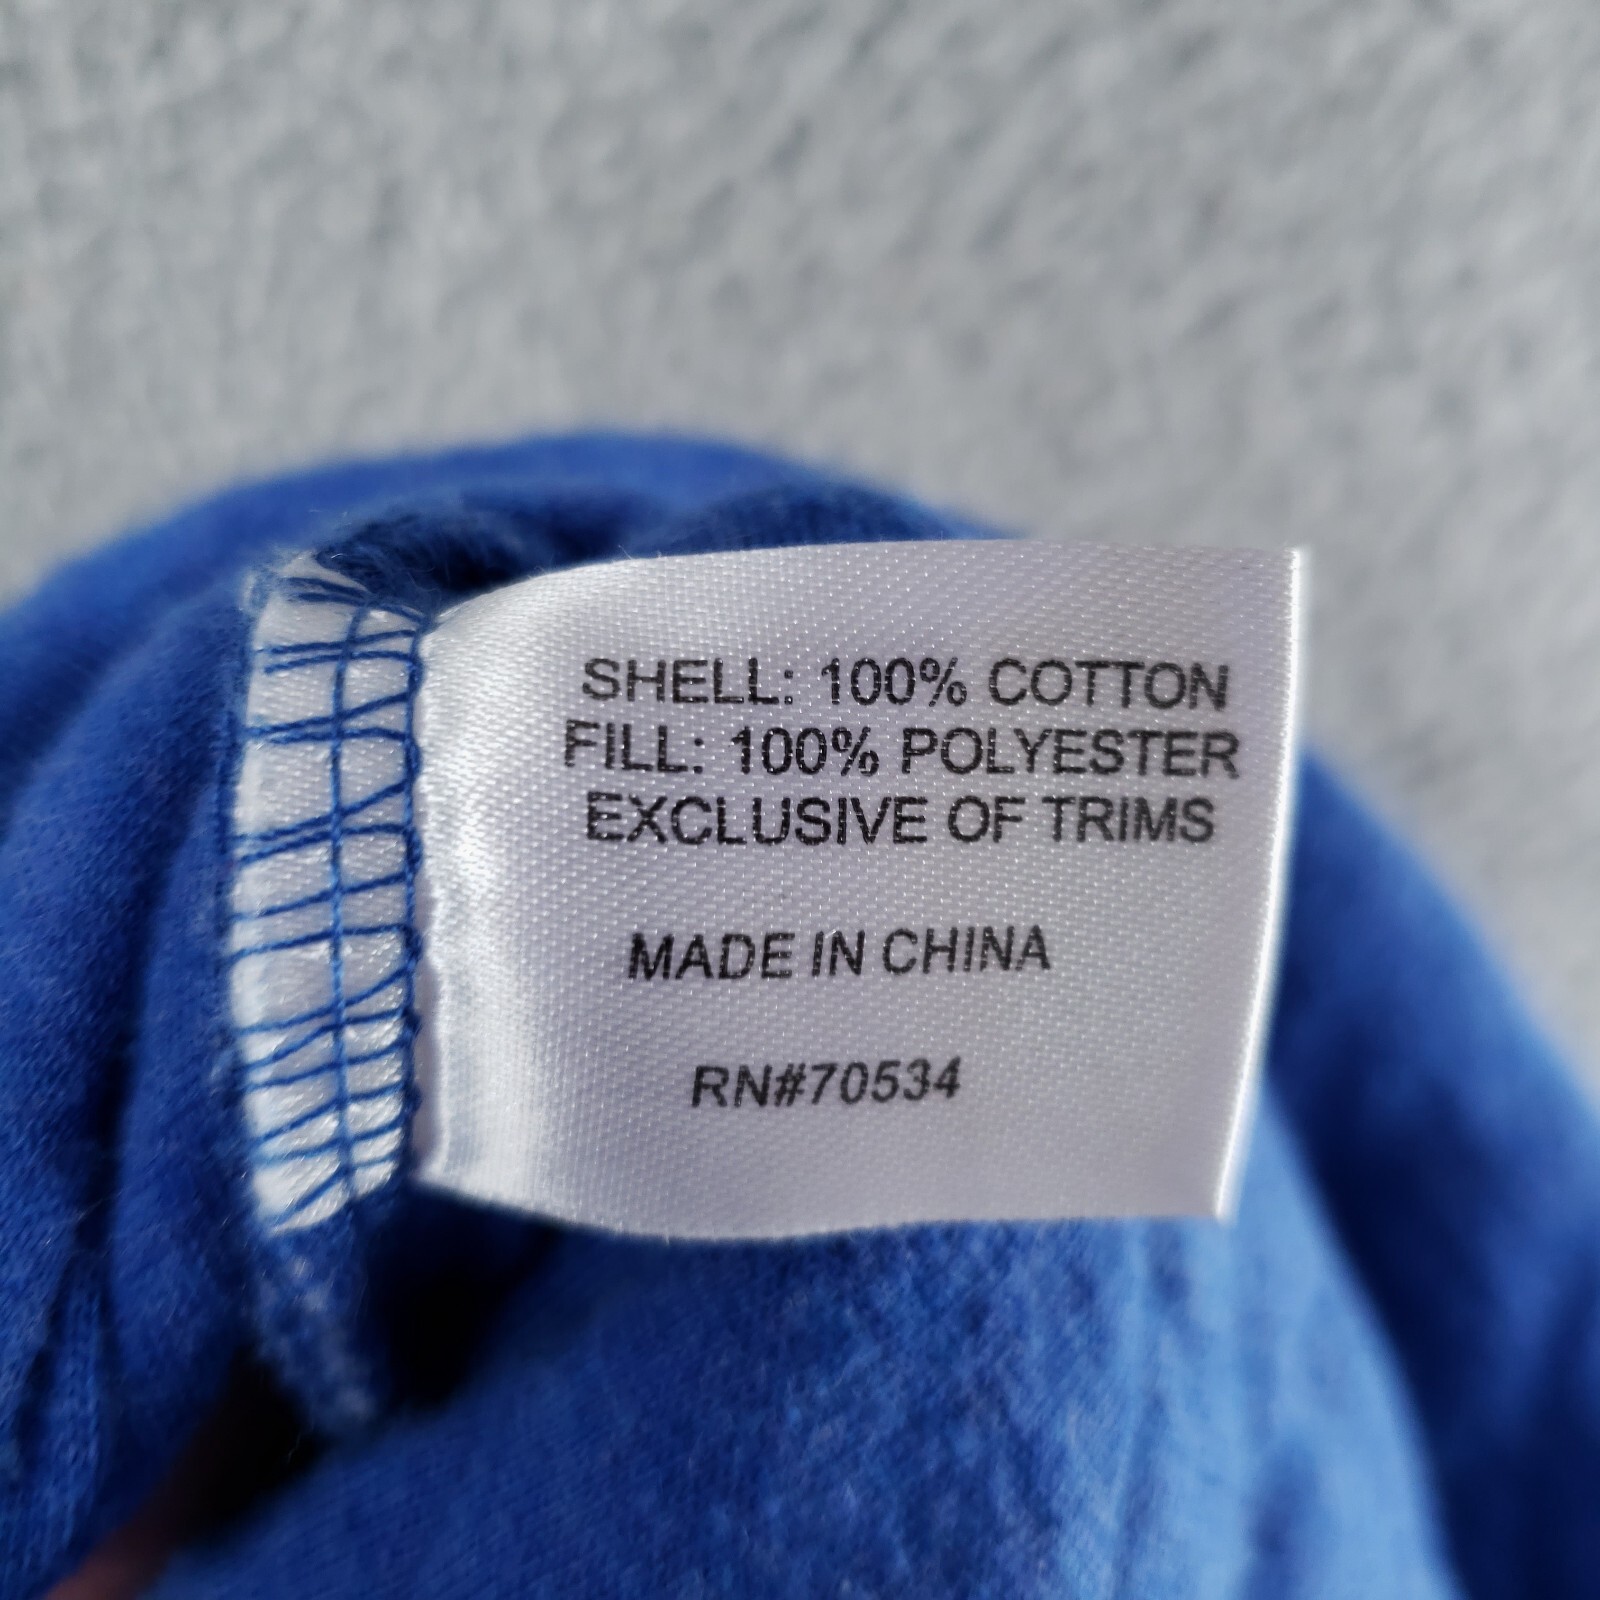 SHELL: 100% COTTON
FILL: 100% POLYESTER
EXCLUSIVE OF TRIMS
MADE IN CHINA
RN#70534